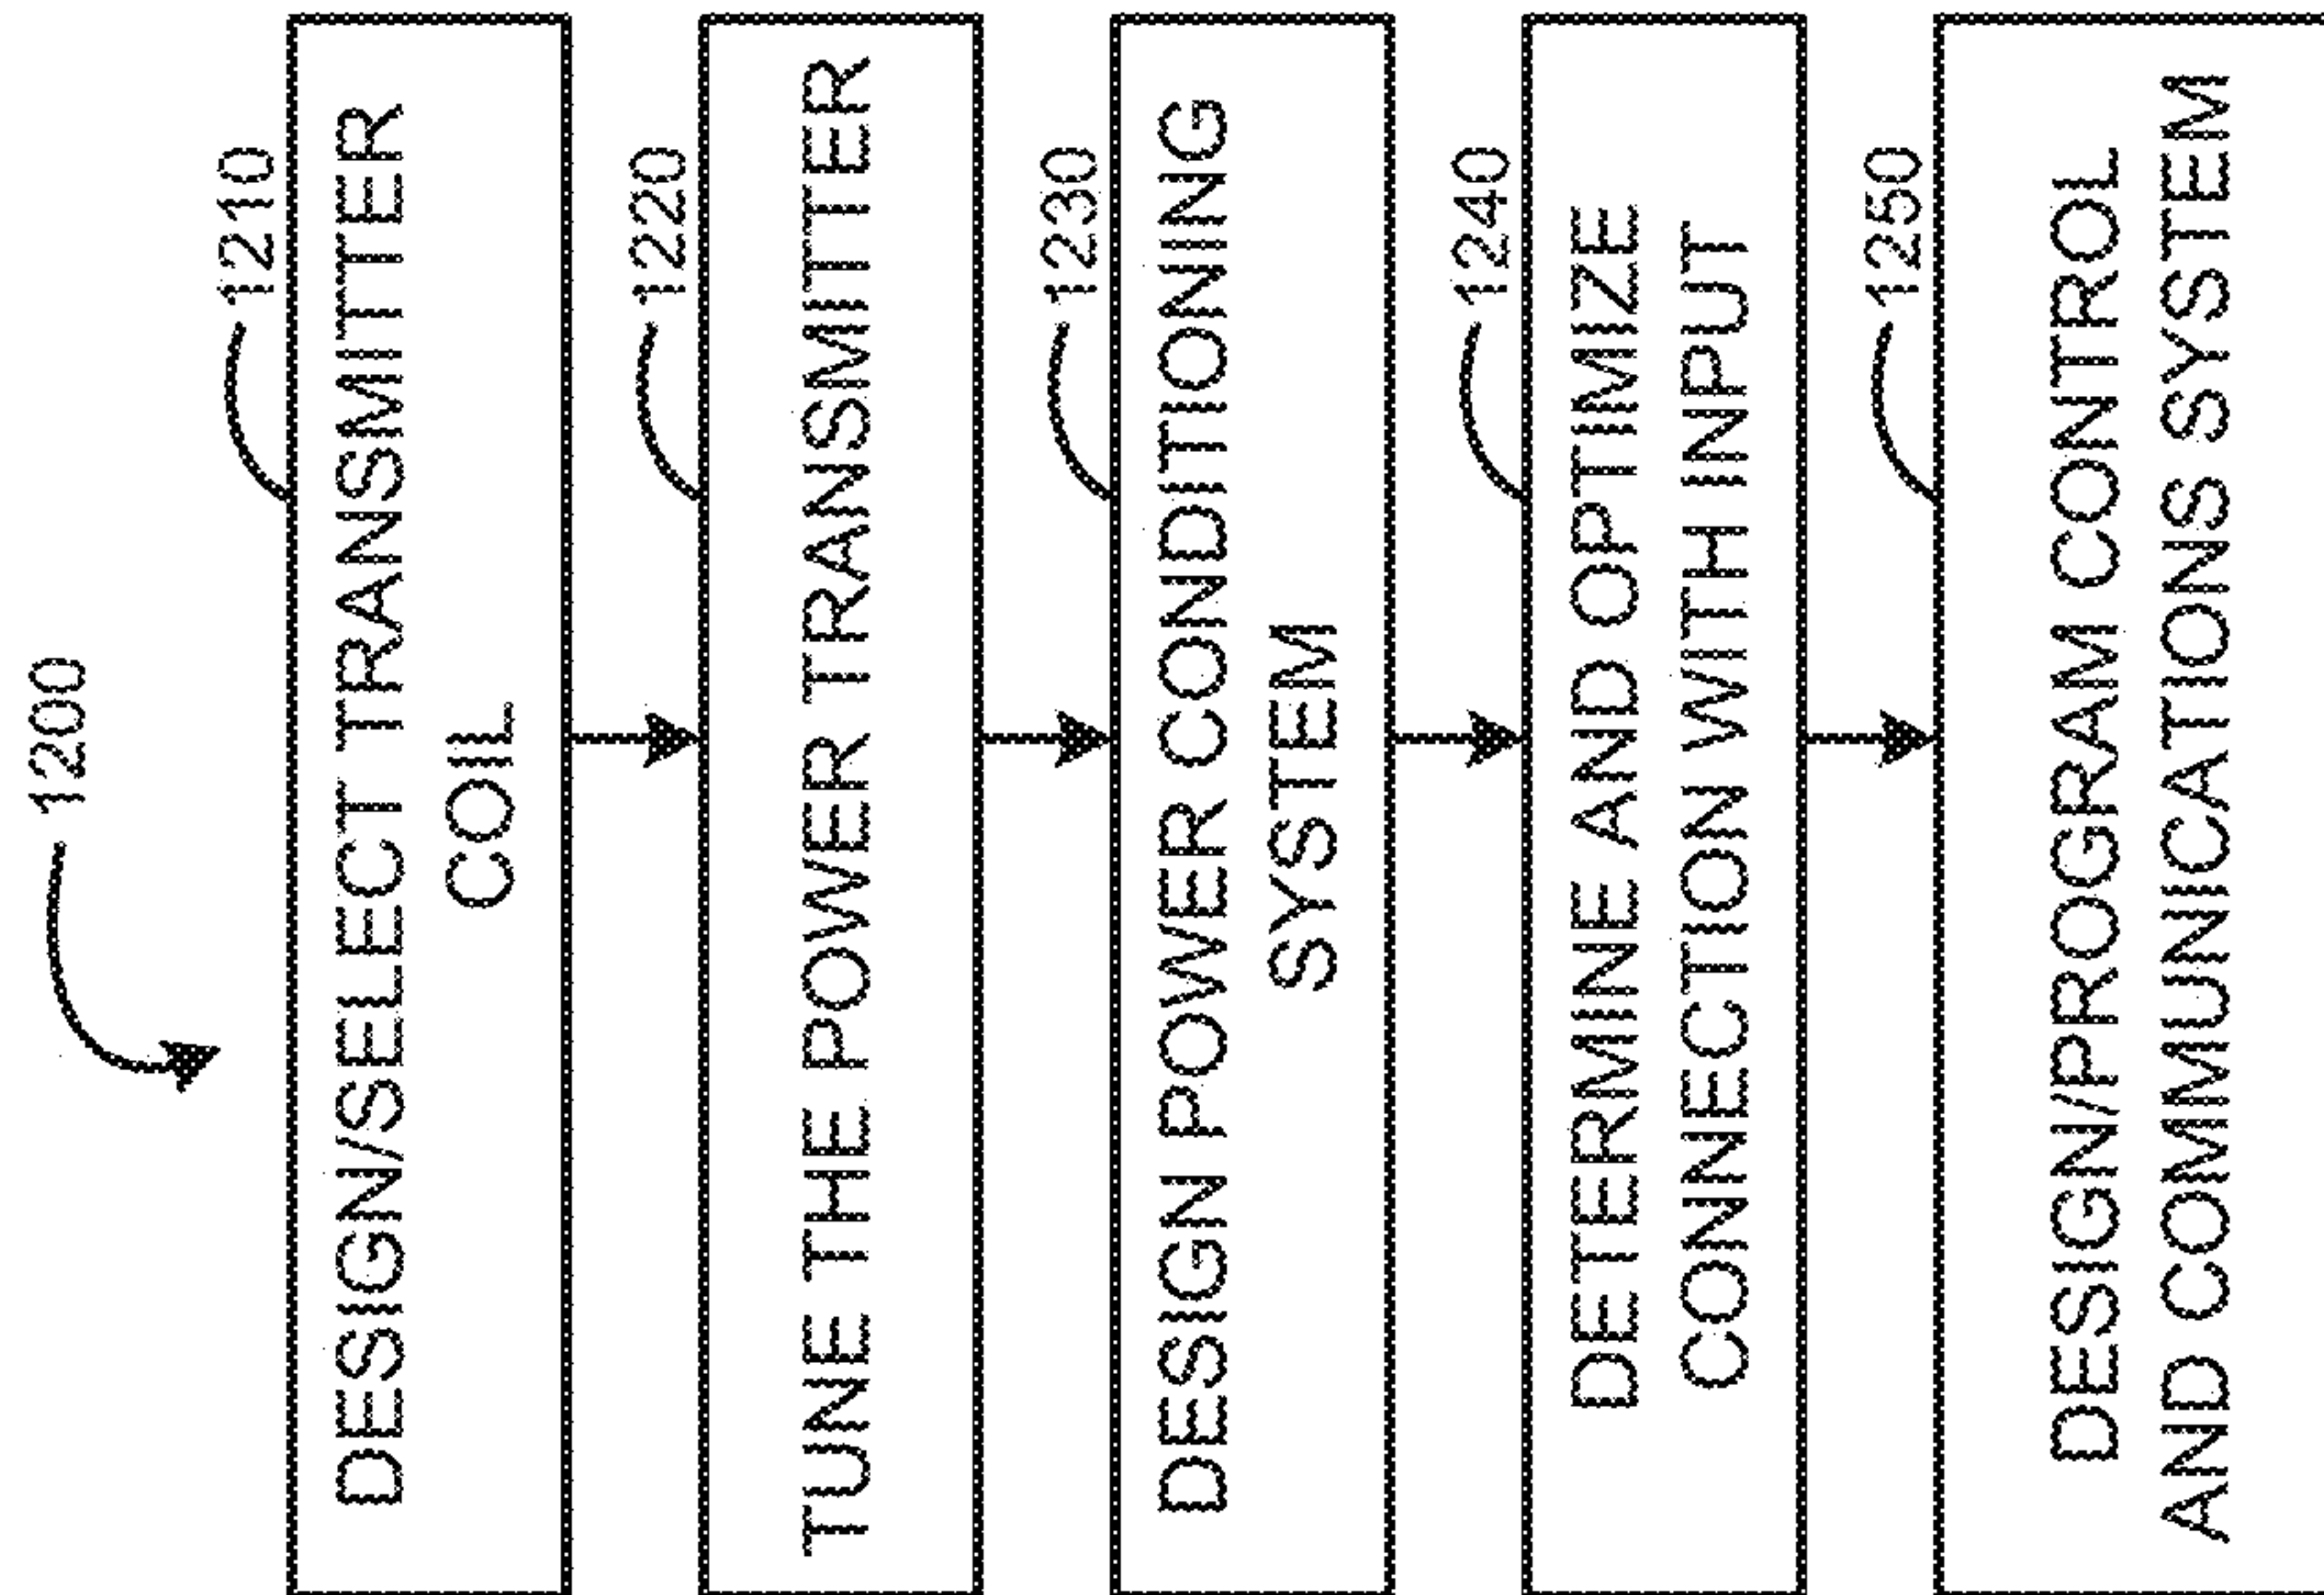 1200
1210
DESIGN/SELECT TRANSMITTER
COIL
1220
TUNE THE POWER TRANSMITTER
1230
DESIGN POWER CONDITIONING
SYSTEM
1240
DETERMINE AND OPTIMIZE
CONNECTION WITH INPUT
1250
DESIGN/PROGRAM CONTROL
AND COMMUNICATIONS SYSTEM